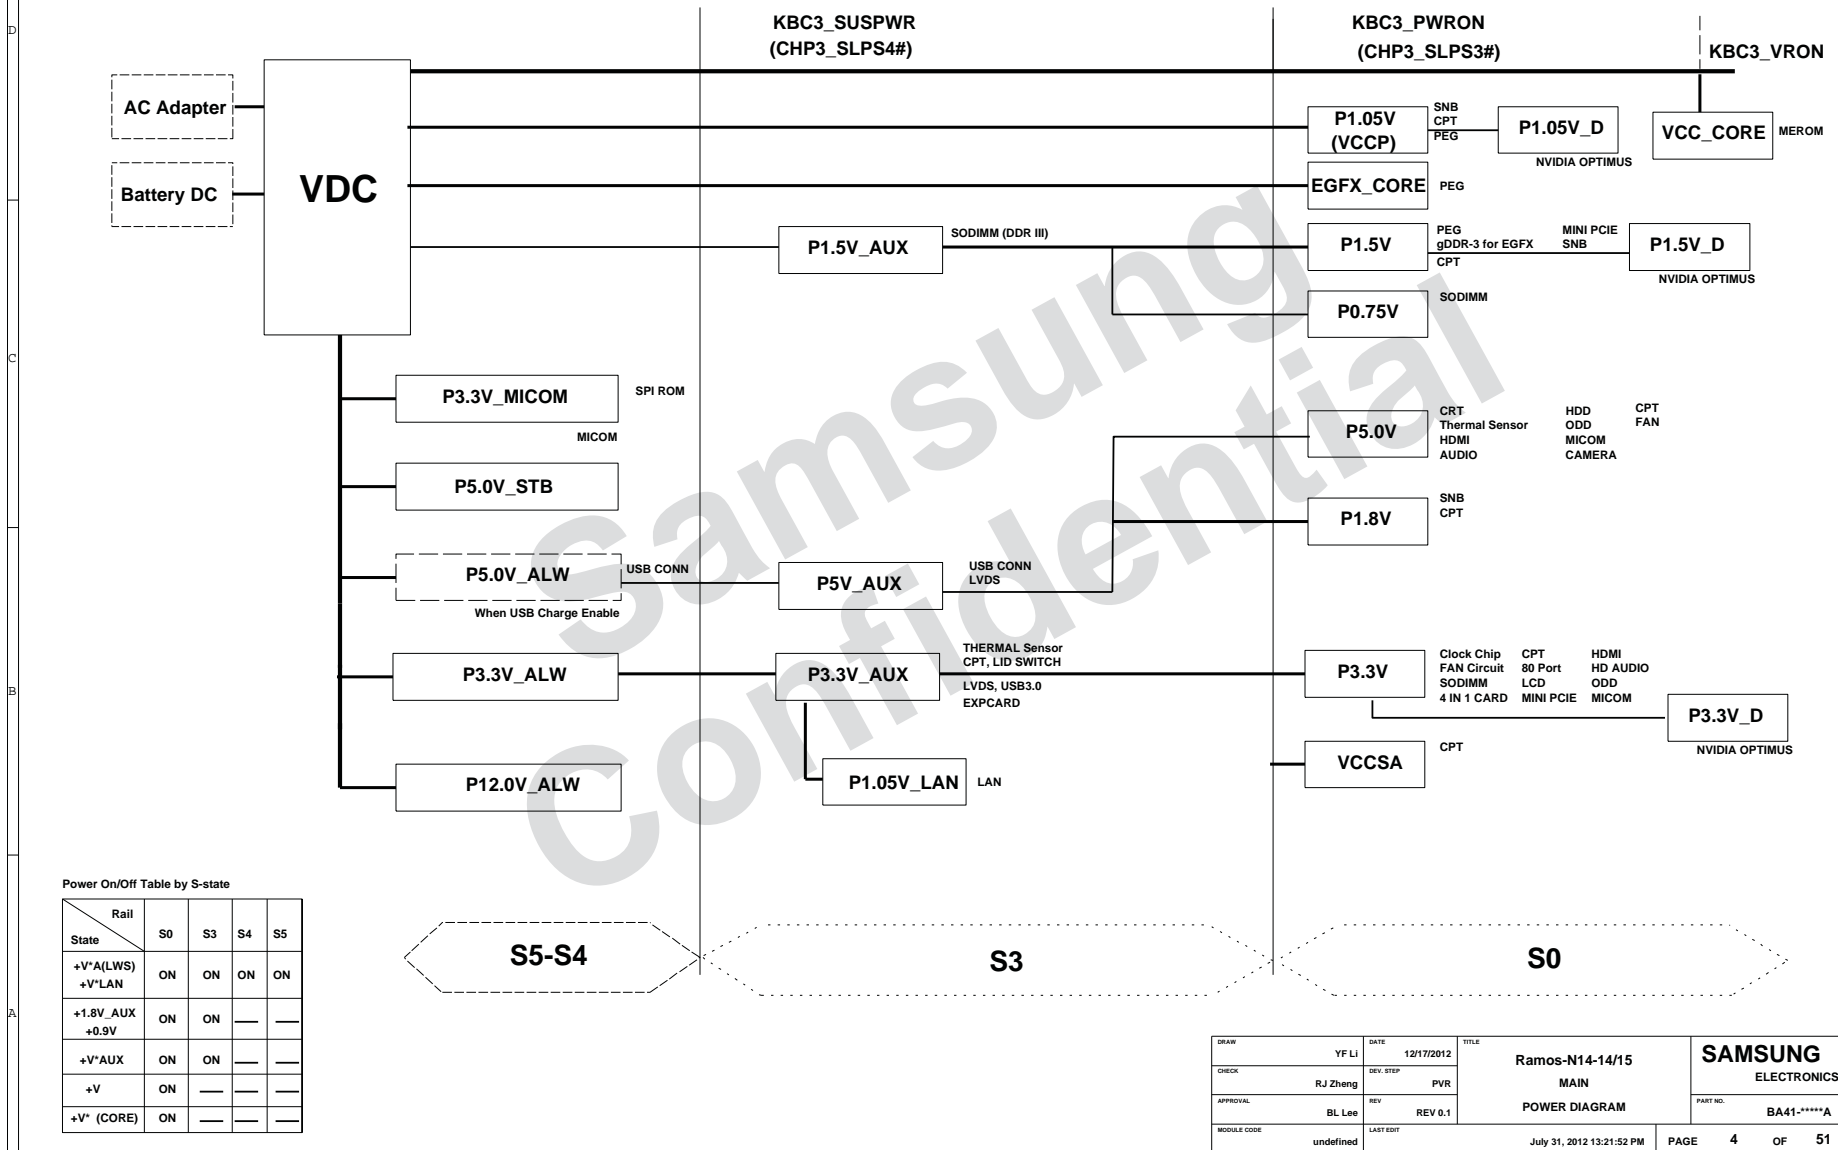 D
KBC3_SUSPWR
(CHP3_SLPS4#)
KBC3_PWRON
(CHP3_SLPS3#)
KBC3_VRON
AC Adapter
Battery DC
VDC
P1.05V
(VCCP)
SNB
CPT
PEG
P1.05V_D
NVIDIA OPTIMUS
VCC_CORE
MEROM
EGFX_CORE
PEG
P1.5V_AUX
SODIMM (DDR III)
P1.5V
PEG
gDDR-3 for EGFX
CPT
MINI PCIE
SNB
P1.5V_D
NVIDIA OPTIMUS
P0.75V
SODIMM
C
P3.3V_MICOM
SPI ROM
MICOM
P5.0V_STB
P5.0V
CRT
Thermal Sensor
HDMI
AUDIO
HDD
ODD
MICOM
CAMERA
CPT
FAN
P1.8V
SNB
CPT
P5.0V_ALW
USB CONN
When USB Charge Enable
P5V_AUX
USB CONN
LVDS
P3.3V_ALW
P3.3V_AUX
THERMAL Sensor
CPT, LID SWITCH
LVDS, USB3.0
EXPCARD
P3.3V
Clock Chip CPT HDMI
FAN Circuit 80 Port HD AUDIO
SODIMM LCD ODD
4 IN 1 CARD MINI PCIE MICOM
B
P3.3V_D
NVIDIA OPTIMUS
P12.0V_ALW
P1.05V_LAN
LAN
VCCSA
CPT
Samsung
Confidential
Power On/Off Table by S-state
Rail
State
S0 S3 S4 S5
+V*A(LWS)
+V*LAN
ON ON ON ON
+1.8V_AUX
+0.9V
ON ON — —
+V*AUX ON ON — —
+V ON — — —
+V* (CORE) ON — — —
A
S5-S4
S3
S0
DRAW
YF Li
DATE
12/17/2012
TITLE
Ramos-N14-14/15
MAIN
POWER DIAGRAM
SAMSUNG
ELECTRONICS
CHECK
RJ Zheng
DEV. STEP
PVR
APPROVAL
BL Lee
REV
REV 0.1
PART NO.
BA41-*****A
MODULE CODE
undefined
LAST EDIT
July 31, 2012 13:21:52 PM
PAGE 4 OF 51